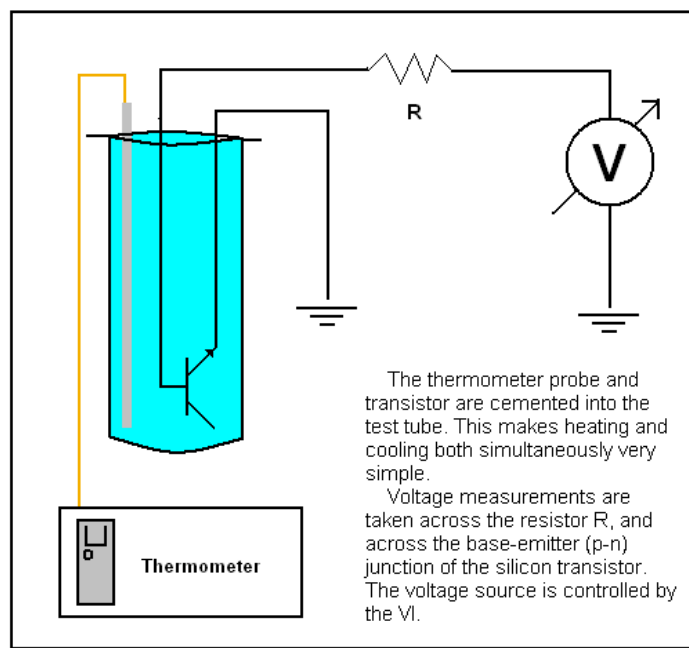 R
V
The thermometer probe and
transistor are cemented into the
test tube. This makes heating and
cooling both simultaneously very
simple.
Voltage measurements are
taken across the resistor R, and
across the base-emitter (p-n)
junction of the silicon transistor.
The voltage source is controlled by
the VI.
Thermometer